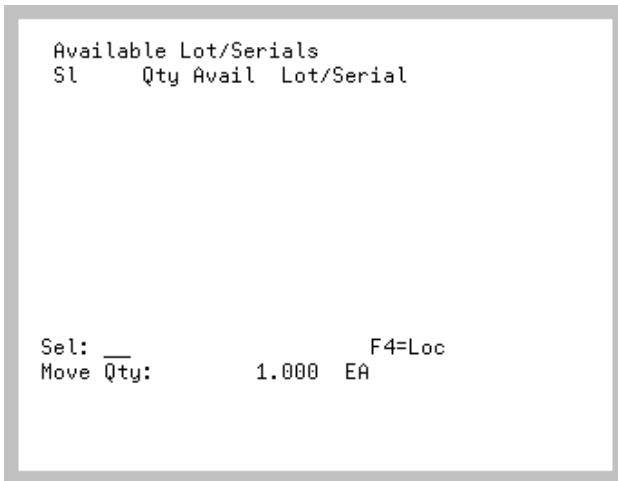 Available Lot/Serials
Sl Qty Avail Lot/Serial
Sel: __ F4=Loc
Move Qty: 1.000 EA